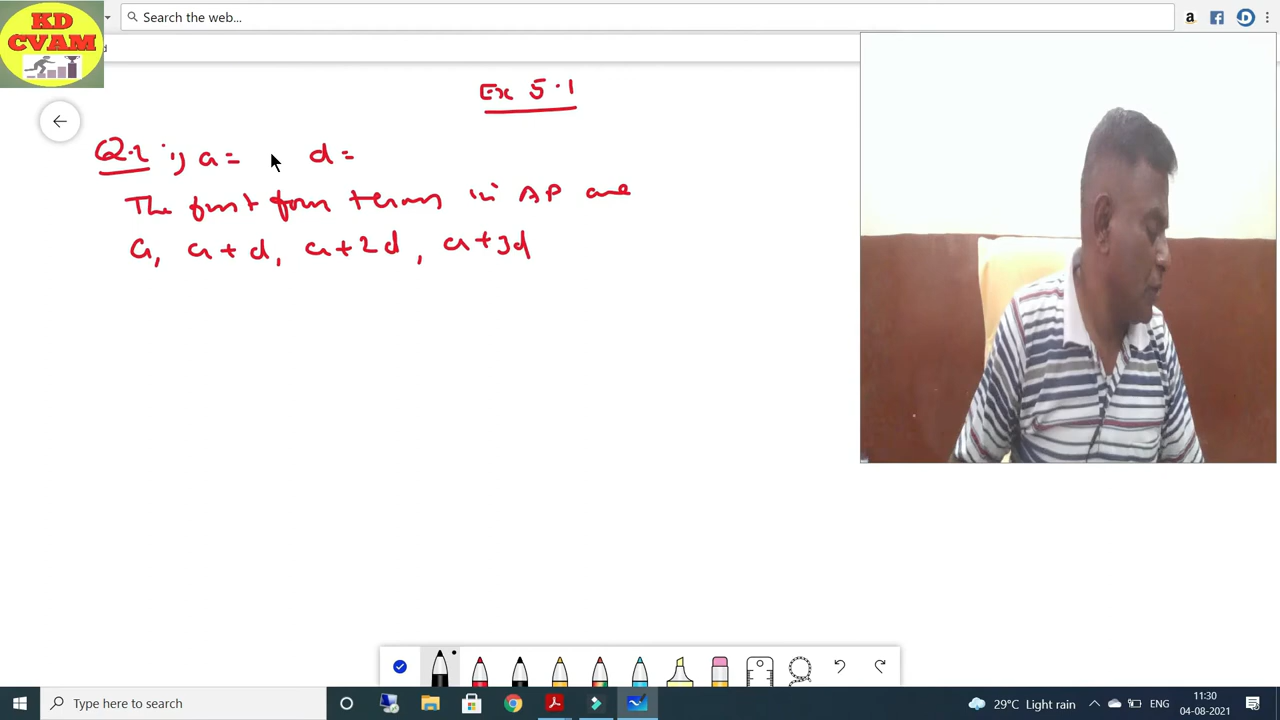 KD
CVAM
Search the web...
Ex 5.1
Q.2 i) a= d=
The first four terms in AP are
a, a+d, a+2d, a+3d
Type here to search
29°C Light rain
ENG
11:30
04-08-2021